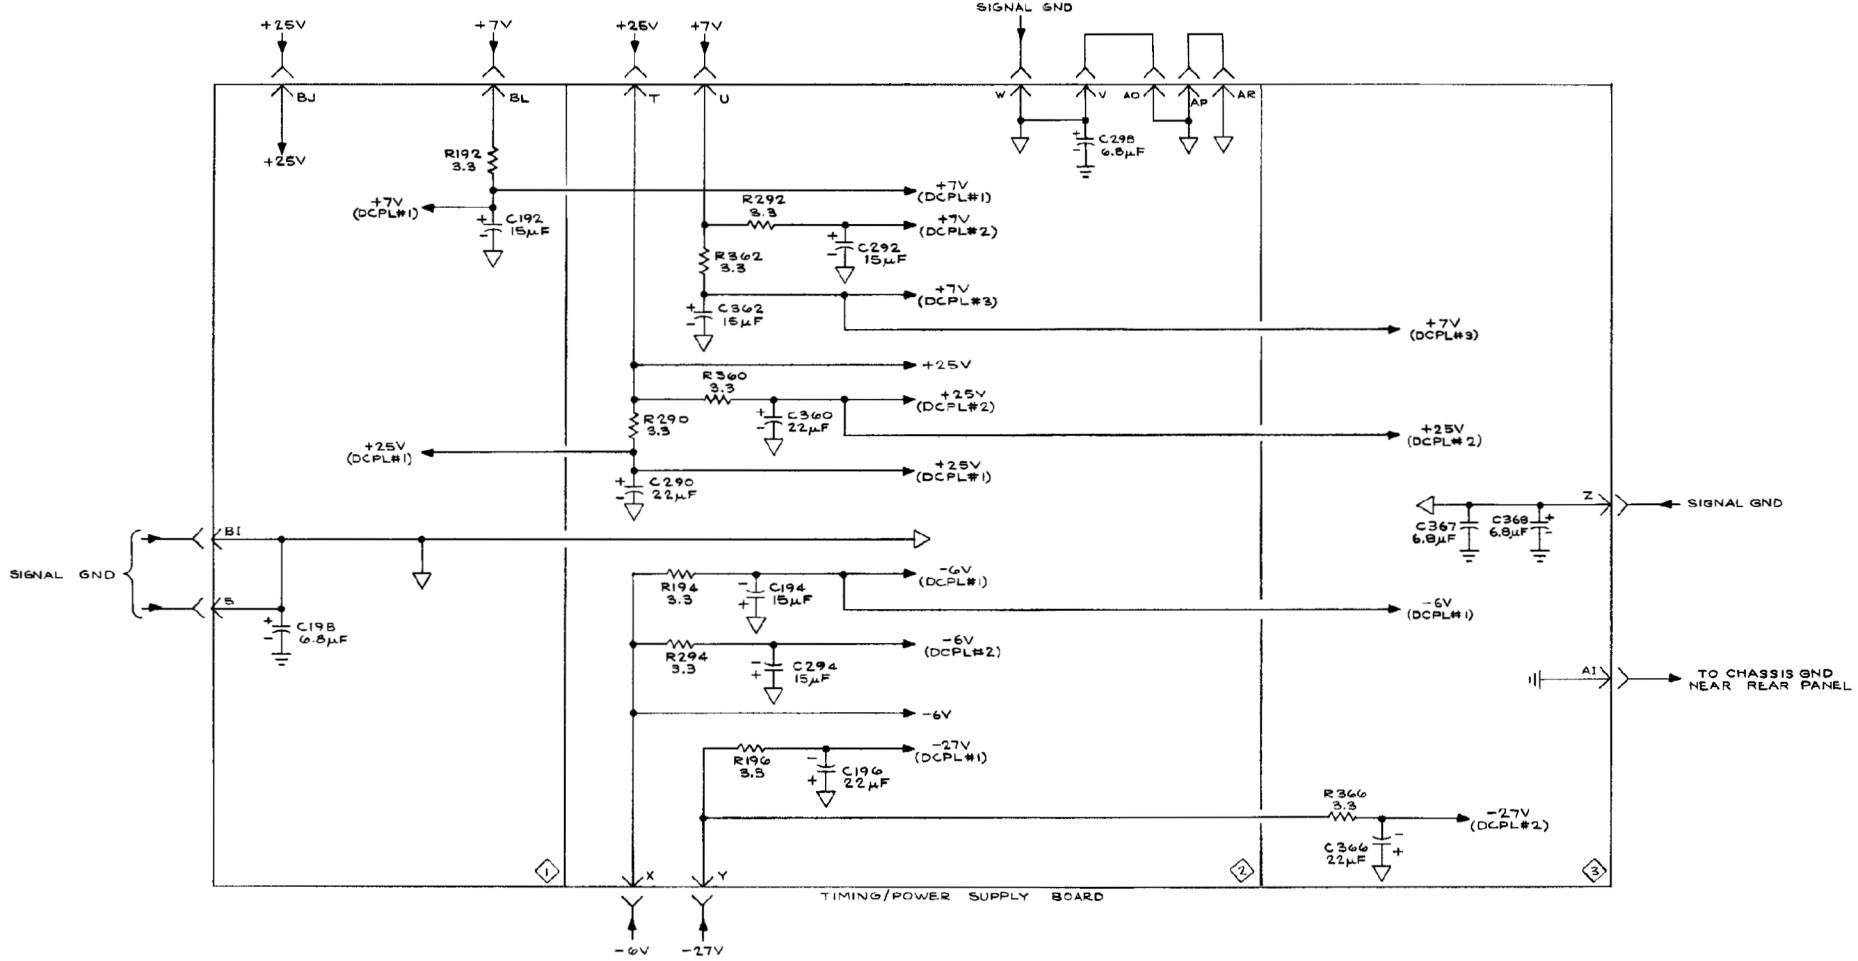 SIGNAL GND
+25V
+7V
+25V
+7V
BJ
BL
T
U
W
V
AO
AP
AR
+25V
R192
3.3
C298
6.8µF
+7V
(DCPL#1)
+7V
(DCPL#1)
C192
15µF
R292
3.3
+7V
(DCPL#2)
C292
15µF
R362
3.3
+7V
(DCPL#3)
C362
15µF
+7V
(DCPL#3)
+25V
R360
3.3
+25V
(DCPL#2)
C360
22µF
R290
3.3
+25V
(DCPL#2)
+25V
(DCPL#1)
+25V
(DCPL#1)
C290
22µF
Z
SIGNAL GND
C367
6.8µF
C368
6.8µF
BI
SIGNAL GND
-6V
(DCPL#1)
R194
3.3
C194
15µF
-6V
(DCPL#1)
C198
6.8µF
-6V
(DCPL#2)
R294
3.3
C294
15µF
AI
TO CHASSIS GND
NEAR REAR PANEL
-6V
-27V
(DCPL#1)
R196
3.3
C196
22µF
R366
3.3
-27V
(DCPL#2)
C366
22µF
1
X
Y
2
3
TIMING/POWER SUPPLY BOARD
-6V
-27V